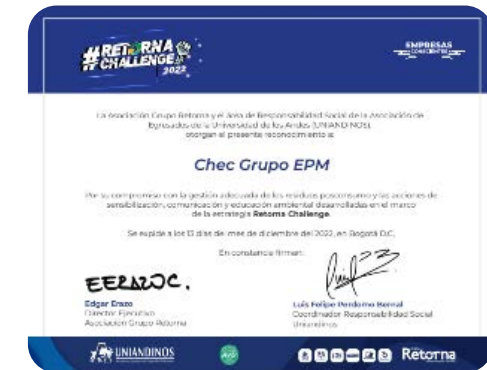 #RETORNA
CHALLENGE
2022
EMPRESAS
CONSCIENTES
La Asociación Grupo Retorna y el área de Responsabilidad Social de la Asociación de
Egresados de la Universidad de los Andes (UNIANDINOS),
otorgan el presente reconocimiento a:
Chec Grupo EPM
Por su compromiso con la gestión adecuada de los residuos posconsumo y las acciones de
sensibilización, comunicación y educación ambiental desarrolladas en el marco
de la estrategia Retorna Challenge.
Se expide a los 13 días del mes de diciembre del 2022, en Bogotá D.C,
En constancia firman:
Edgar Erazo
Director Ejecutivo
Asociacion Grupo Retorna
Luis Felipe Perdomo Bernal
Coordinador Responsabilidad Social
Uniandinos
UNIANDINOS
Retorna